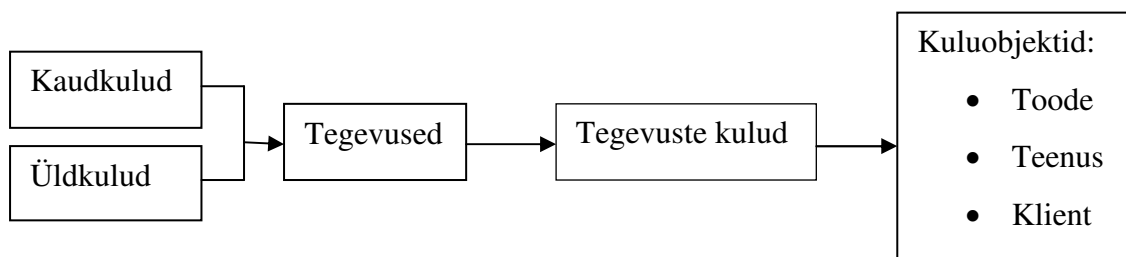 Kaudkulud
Üldkulud
Tegevused
Tegevuste kulud
Kuluobjektid:
• Toode
• Teenus
• Klient